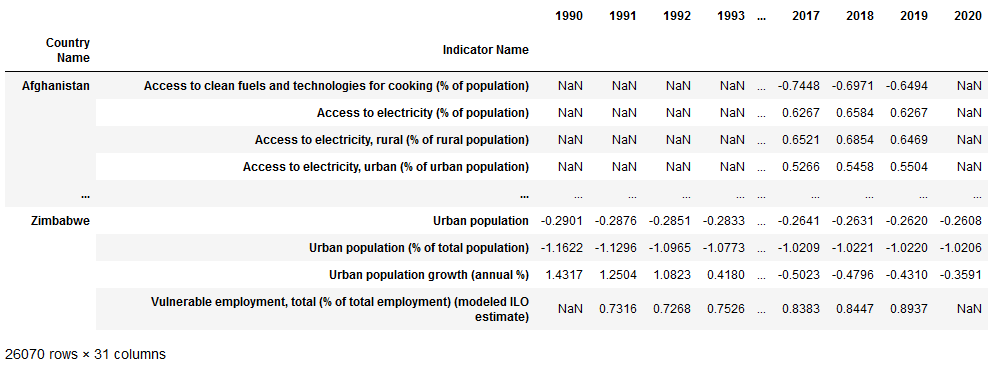 1990 1991 1992 1993 ... 2017 2018 2019 2020
Country
Name
Indicator Name
Afghanistan Access to clean fuels and technologies for cooking (% of population) NaN NaN NaN NaN ... -0.7448 -0.6971 -0.6494 NaN
Access to electricity (% of population) NaN NaN NaN NaN ... 0.6267 0.6584 0.6267 NaN
Access to electricity, rural (% of rural population) NaN NaN NaN NaN ... 0.6521 0.6854 0.6469 NaN
Access to electricity, urban (% of urban population) NaN NaN NaN NaN ... 0.5266 0.5458 0.5504 NaN
... ... ... ... ... ... ... ... ... ... ...
Zimbabwe Urban population -0.2901 -0.2876 -0.2851 -0.2833 ... -0.2641 -0.2631 -0.2620 -0.2608
Urban population (% of total population) -1.1622 -1.1296 -1.0965 -1.0773 ... -1.0209 -1.0221 -1.0220 -1.0206
Urban population growth (annual %) 1.4317 1.2504 1.0823 0.4180 ... -0.5023 -0.4796 -0.4310 -0.3591
Vulnerable employment, total (% of total employment) (modeled ILO
estimate) NaN 0.7316 0.7268 0.7526 ... 0.8383 0.8447 0.8937 NaN
26070 rows × 31 columns